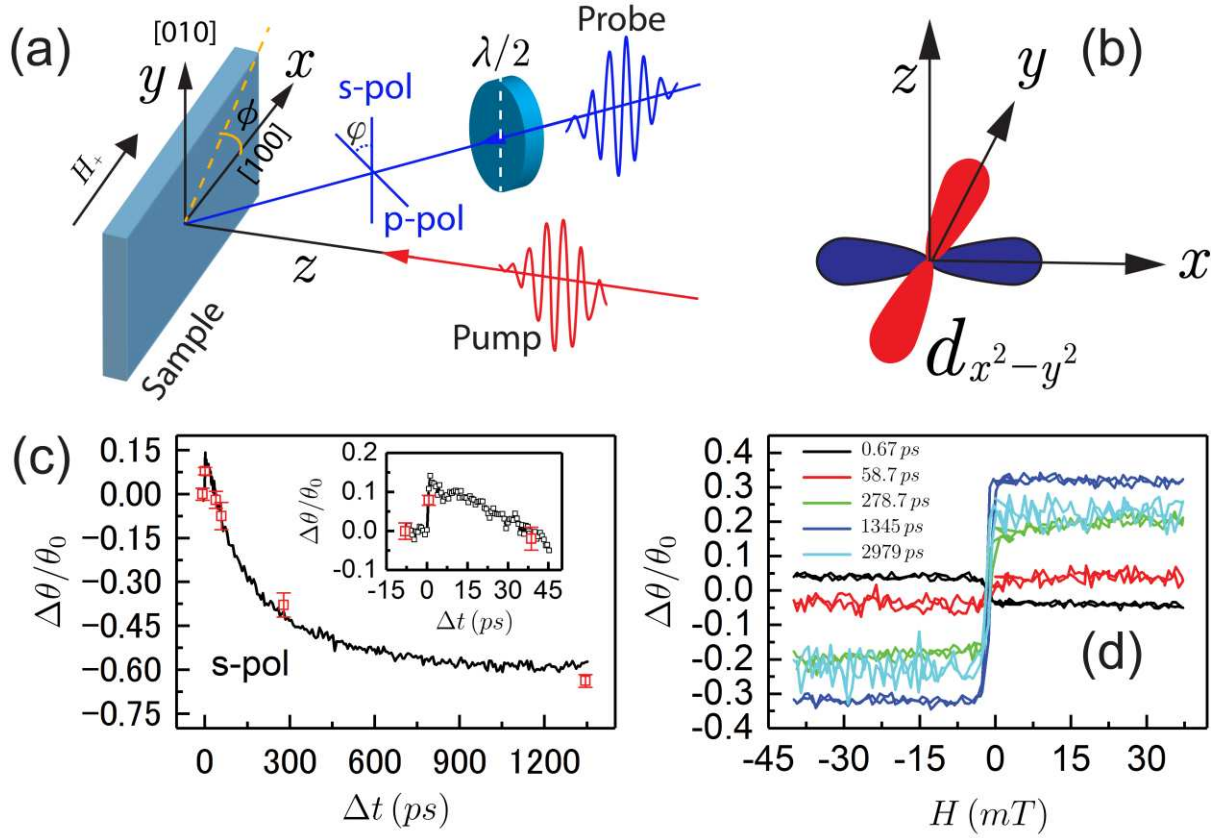 (a)
[010]
y
x
ϕ
[100]
H₊
z
Sample
s-pol
φ
p-pol
λ/2
Probe
Pump
(b)
z
y
x
d_{x²−y²}
(c)
0.15
0.00
−0.15
−0.30
−0.45
−0.60
−0.75
Δθ/θ₀
s-pol
0 300 600 900 1200
Δt (ps)
0.2
0.1
0.0
-0.1
Δθ/θ₀
-15 0 15 30 45
Δt (ps)
(d)
0.4
0.3
0.2
0.1
0.0
-0.1
-0.2
-0.3
-0.4
Δθ/θ₀
0.67 ps
58.7 ps
278.7 ps
1345 ps
2979 ps
-45 -30 -15 0 15 30
H (mT)